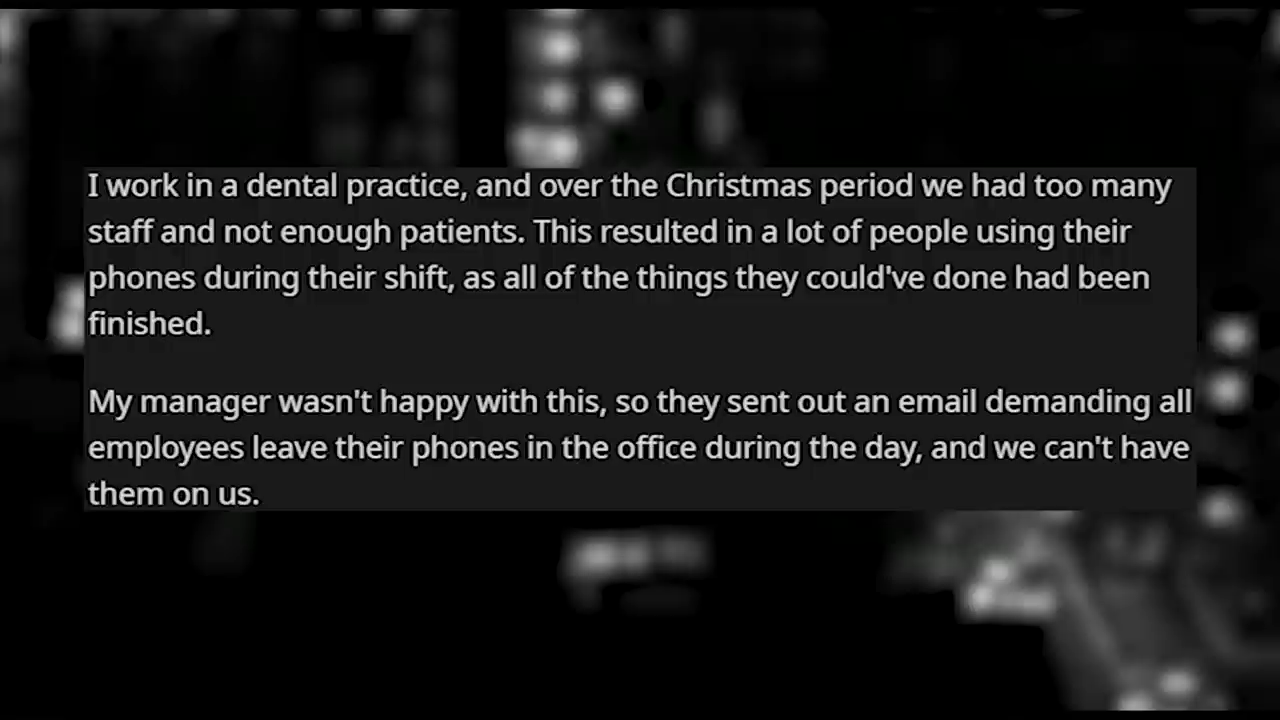 I work in a dental practice, and over the Christmas period we had too many
staff and not enough patients. This resulted in a lot of people using their
phones during their shift, as all of the things they could've done had been
finished.
My manager wasn't happy with this, so they sent out an email demanding all
employees leave their phones in the office during the day, and we can't have
them on us.